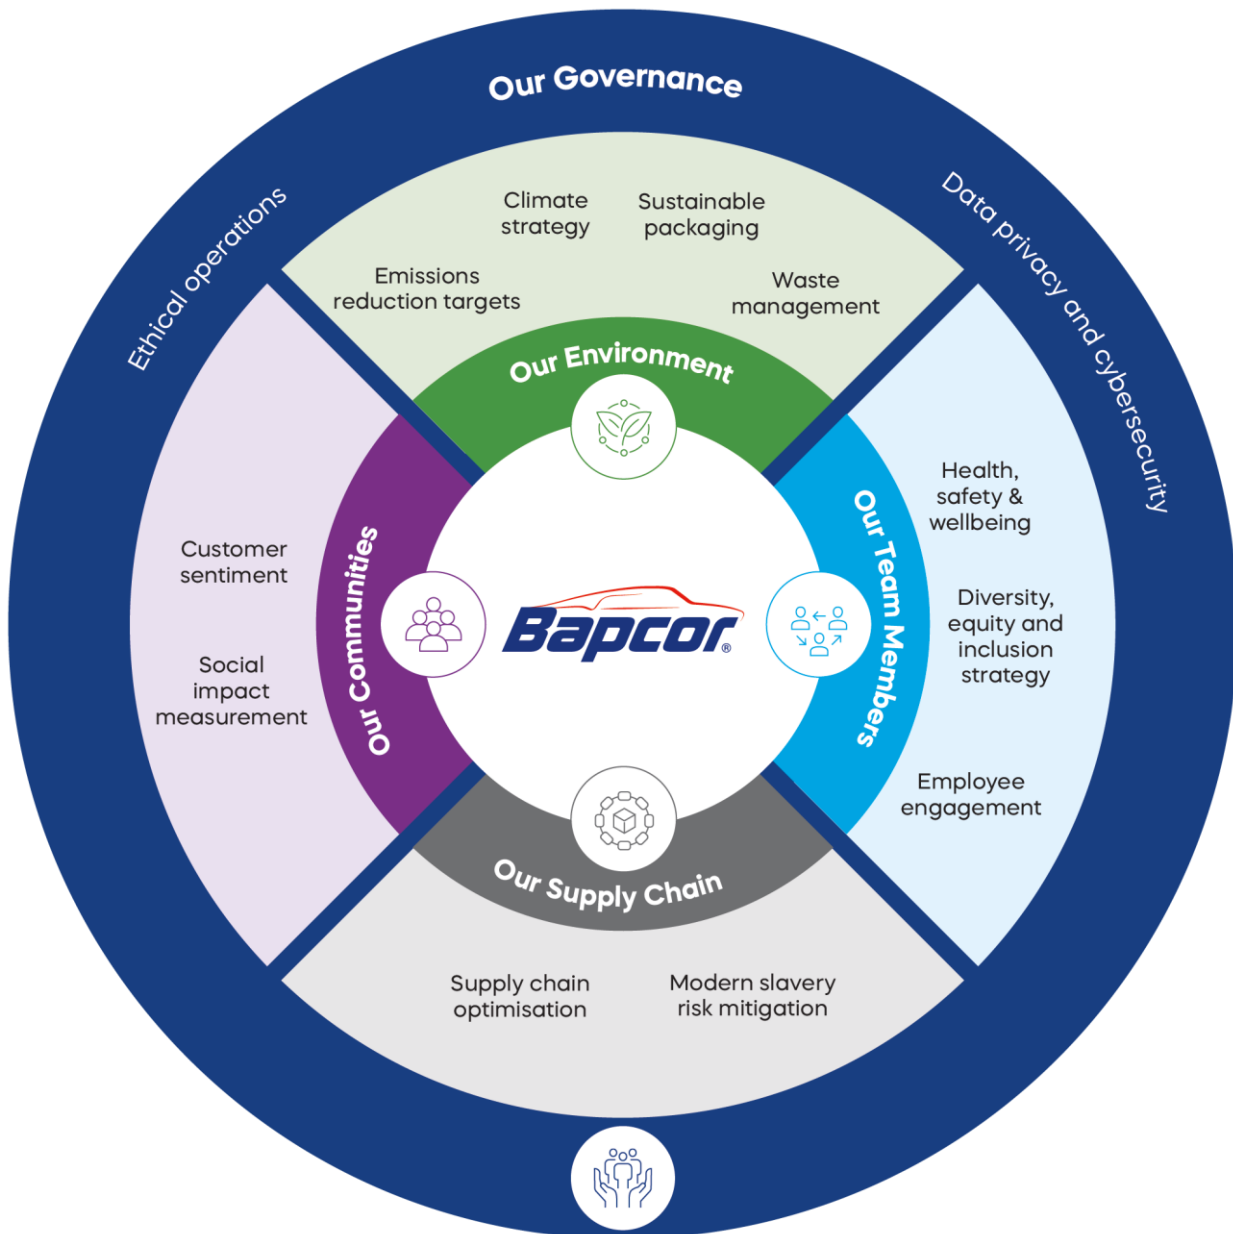 Our Governance
Ethical operations
Data privacy and cybersecurity
Climate
strategy
Sustainable
packaging
Emissions
reduction targets
Waste
management
Our Environment
Our Team Members
Health,
safety &
wellbeing
Diversity,
equity and
inclusion
strategy
Employee
engagement
Our Communities
Customer
sentiment
Social
impact
measurement
Bapcor®
Our Supply Chain
Supply chain
optimisation
Modern slavery
risk mitigation